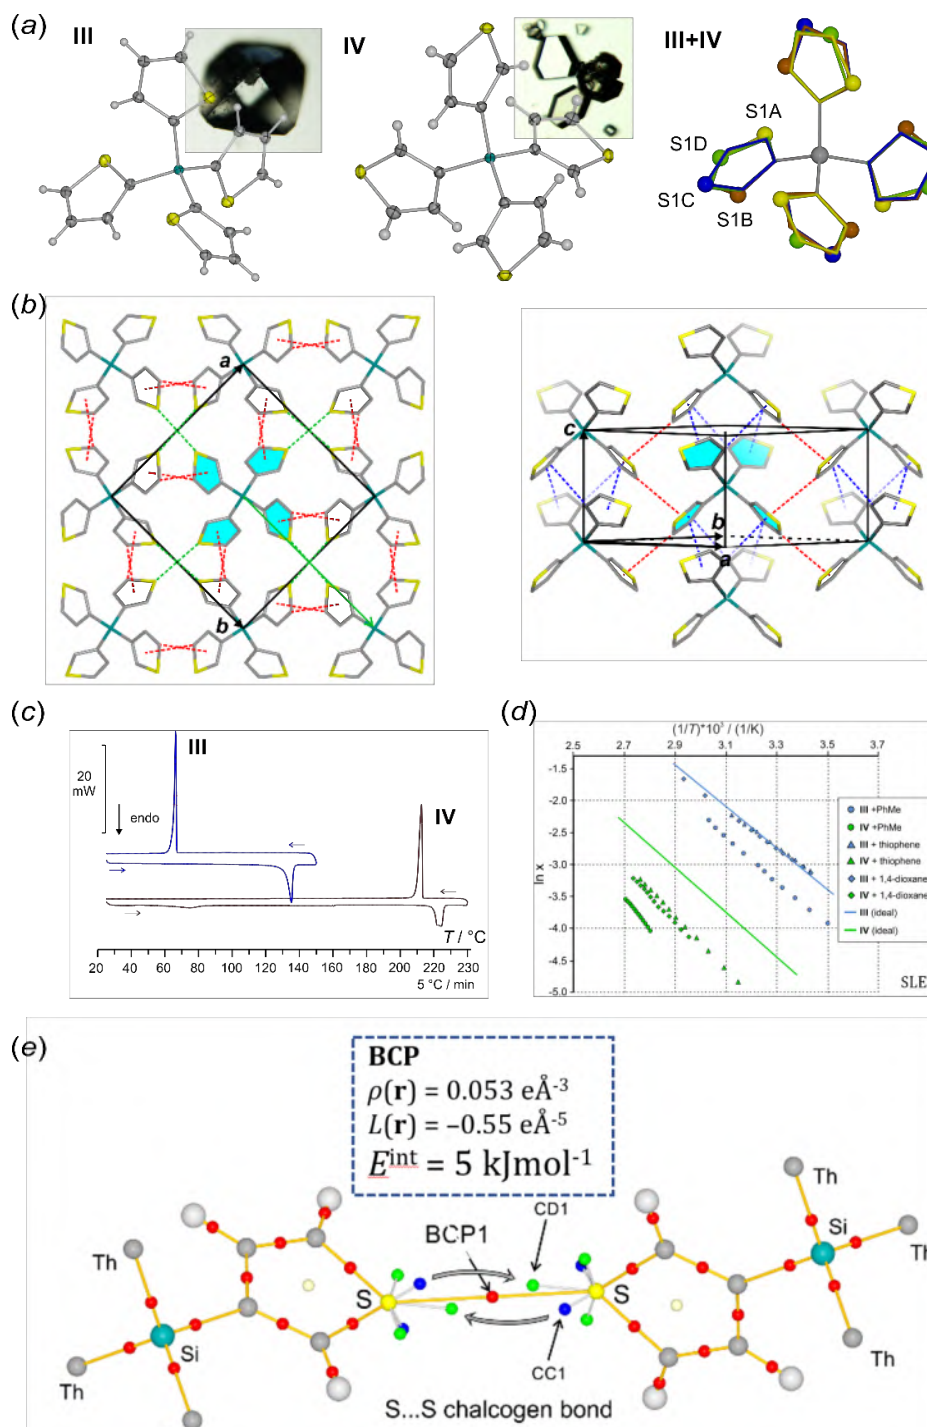 (a)
III
IV
III+IV
S1A
S1D
S1C
S1B
(b)
a
b
c
b
a
(c)
III
20
mW
endo
IV
T / °C
20 40 60 80 100 120 140 160 180 200 230
5 °C / min
(d)
(1/T)*10³ / (1/K)
2.5 2.7 2.9 3.1 3.3 3.5 3.7
ln x
-1.5
-2.0
-2.5
-3.0
-3.5
-4.0
-4.5
-5.0
III +PhMe
IV +PhMe
III + thiophene
IV + thiophene
III + 1,4-dioxane
IV + 1,4-dioxane
III (ideal)
IV (ideal)
SLE
(e)
BCP
ρ(r) = 0.053 eÅ⁻³
L(r) = –0.55 eÅ⁻⁵
Eⁱⁿᵗ = 5 kJmol⁻¹
CD1
BCP1
Th
Th
Th
Th
Th
Si
Si
S
S
CC1
S...S chalcogen bond